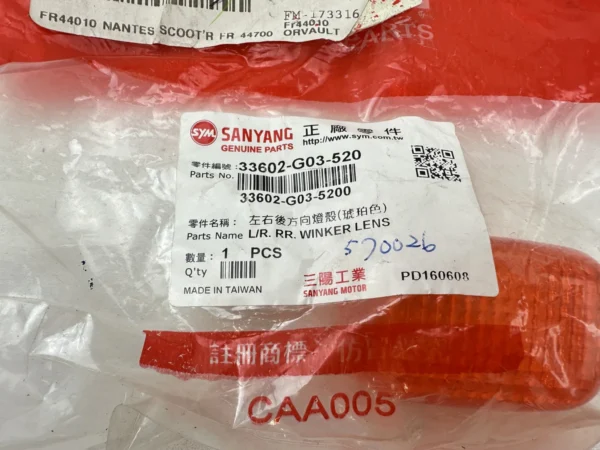 FM-173316
FR44010 NANTES SCOOT'R FR 44700
Fr44010
ORVAULT
SYM SANYANG 正廠零件
GENUINE PARTS http://www.sym.com.tw
零件編號:33602-G03-520
Parts No.
33602-G03-5200
零件名稱: 左右後方向燈殼(琥珀色)
Parts Name L/R. RR. WINKER LENS
數量: 1 PCS
Q'ty
570026
三陽工業
SANYANG MOTOR
PD160608
MADE IN TAIWAN
註冊商標 仿
CAA005